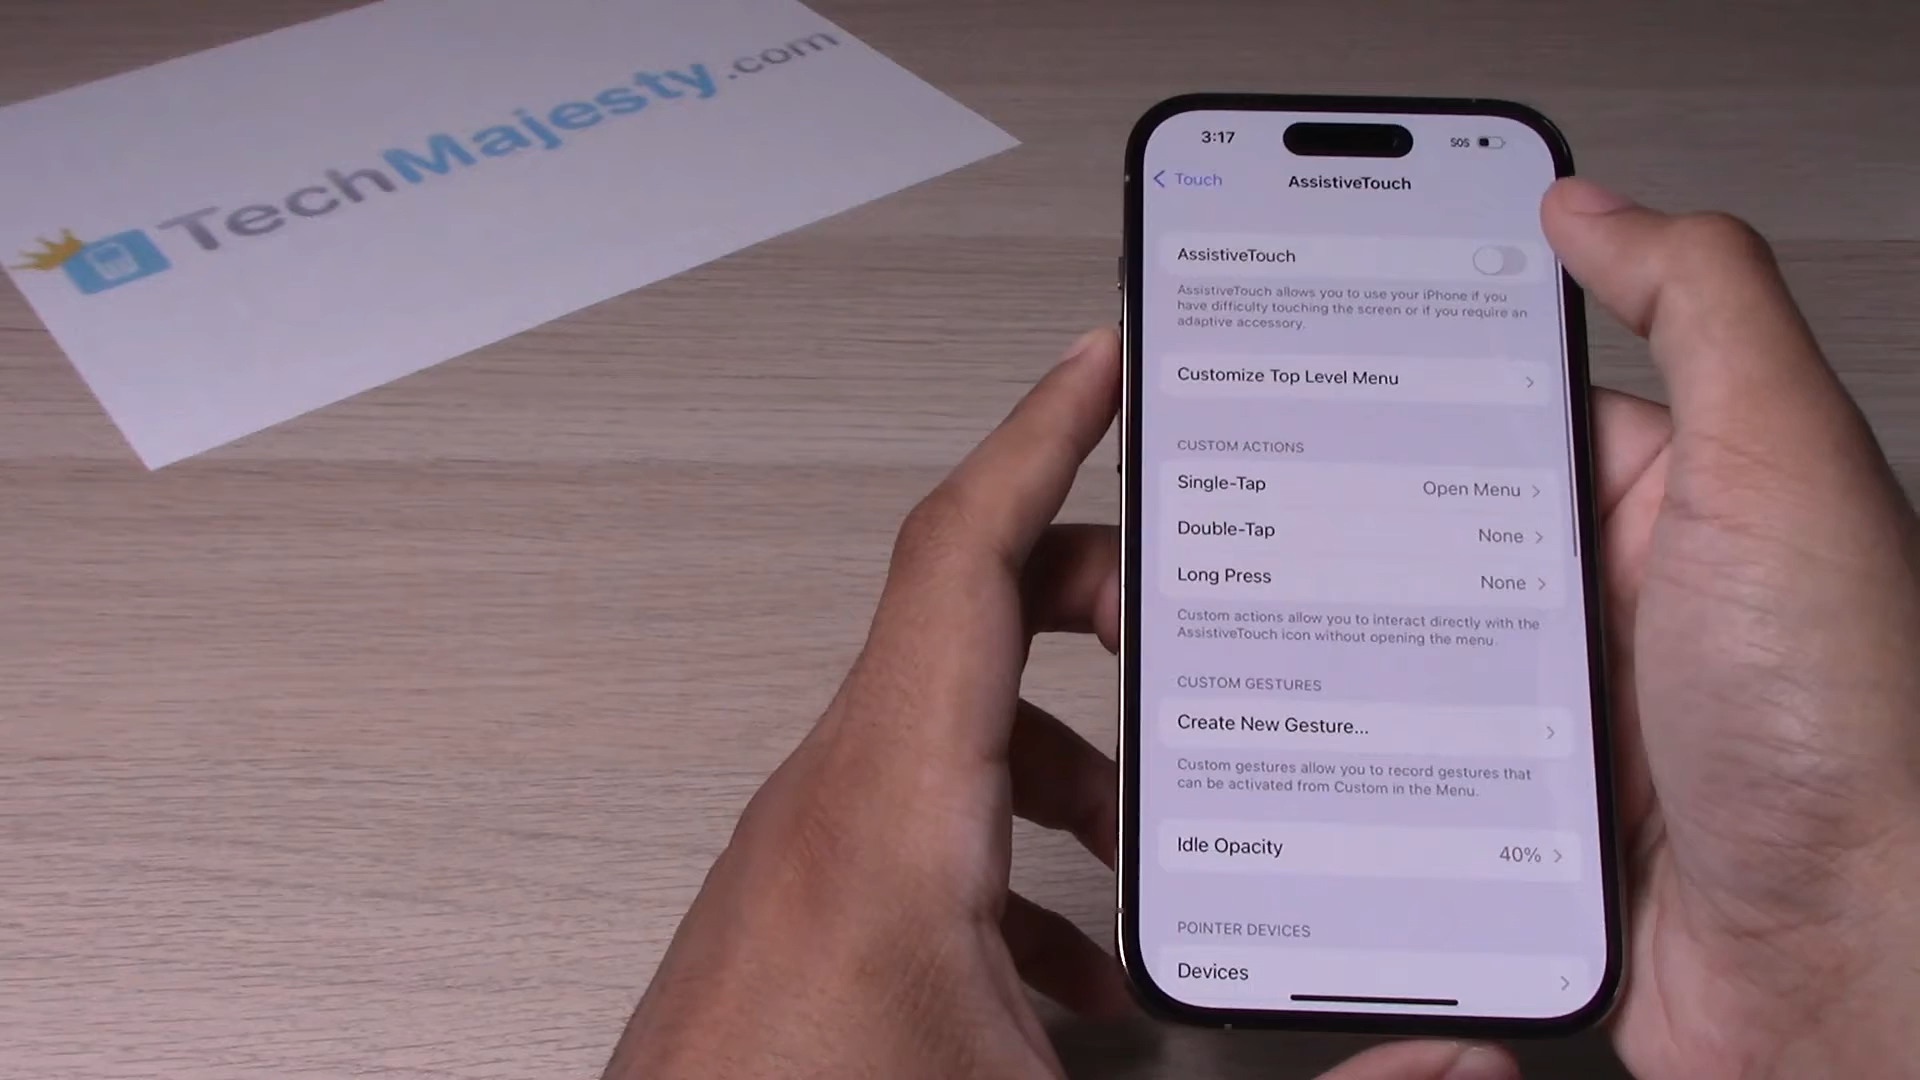 TechMajesty.com
3:17
SOS
Touch
AssistiveTouch
AssistiveTouch
AssistiveTouch allows you to use your iPhone if you
have difficulty touching the screen or if you require an
adaptive accessory.
Customize Top Level Menu
CUSTOM ACTIONS
Single-Tap Open Menu
Double-Tap None
Long Press None
Custom actions allow you to interact directly with the
AssistiveTouch icon without opening the menu.
CUSTOM GESTURES
Create New Gesture...
Custom gestures allow you to record gestures that
can be activated from Custom in the Menu.
Idle Opacity 40%
POINTER DEVICES
Devices